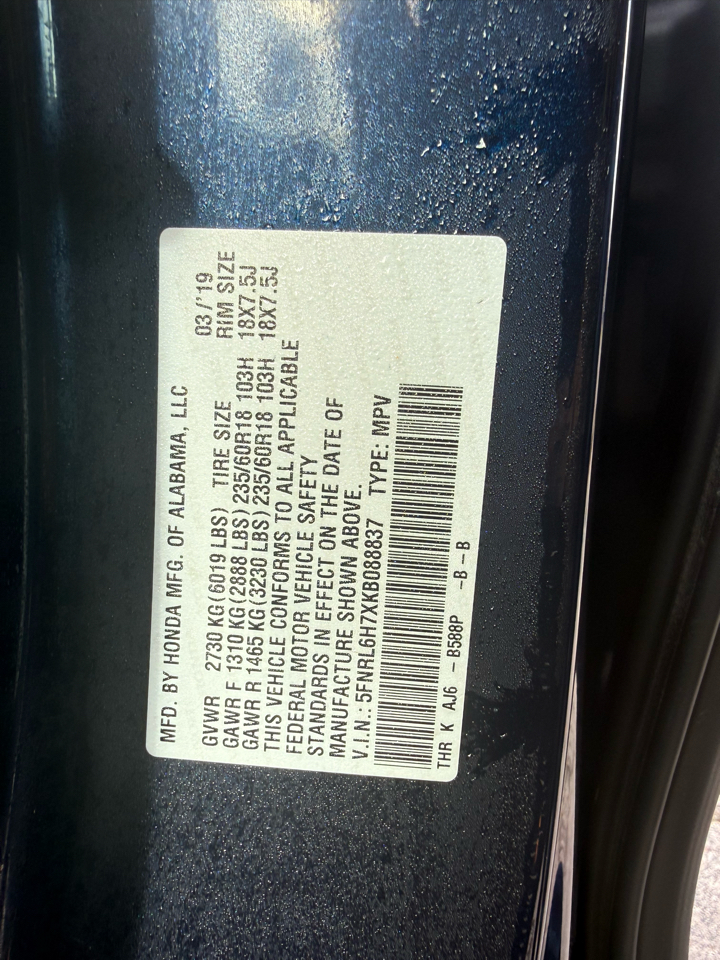 MFD. BY HONDA MFG. OF ALABAMA, LLC
03/'19
GVWR 2730 KG(6019 LBS) TIRE SIZE RIM SIZE
GAWR F 1310 KG(2888 LBS)235/60R18 103H 18X7.5J
GAWR R 1465 KG(3230 LBS)235/60R18 103H 18X7.5J
THIS VEHICLE CONFORMS TO ALL APPLICABLE
FEDERAL MOTOR VEHICLE SAFETY
STANDARDS IN EFFECT ON THE DATE OF
MANUFACTURE SHOWN ABOVE.
V.I.N.: 5FNRL6H7XKB088837 TYPE: MPV
THR K AJ6 -B588P -B-B